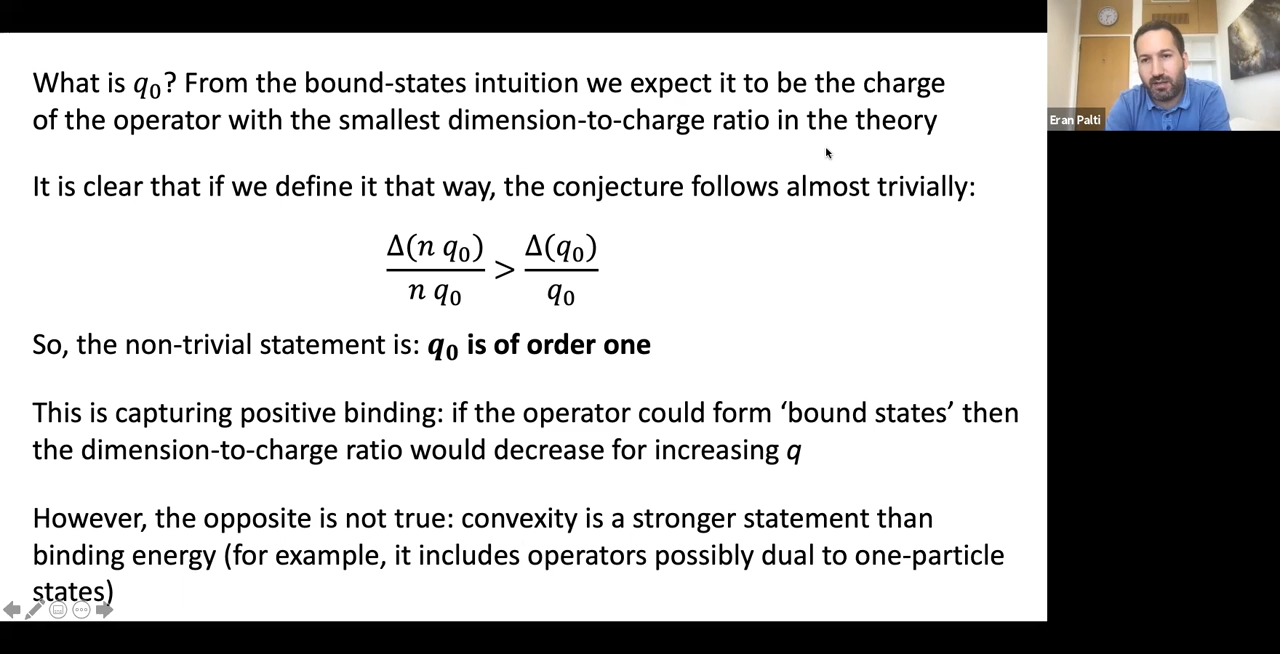 What is q₀? From the bound-states intuition we expect it to be the charge
of the operator with the smallest dimension-to-charge ratio in the theory
It is clear that if we define it that way, the conjecture follows almost trivially:
Δ(n q₀) / n q₀ > Δ(q₀) / q₀
So, the non-trivial statement is: q₀ is of order one
This is capturing positive binding: if the operator could form ‘bound states’ then
the dimension-to-charge ratio would decrease for increasing q
However, the opposite is not true: convexity is a stronger statement than
binding energy (for example, it includes operators possibly dual to one-particle
states)
Eran Palti